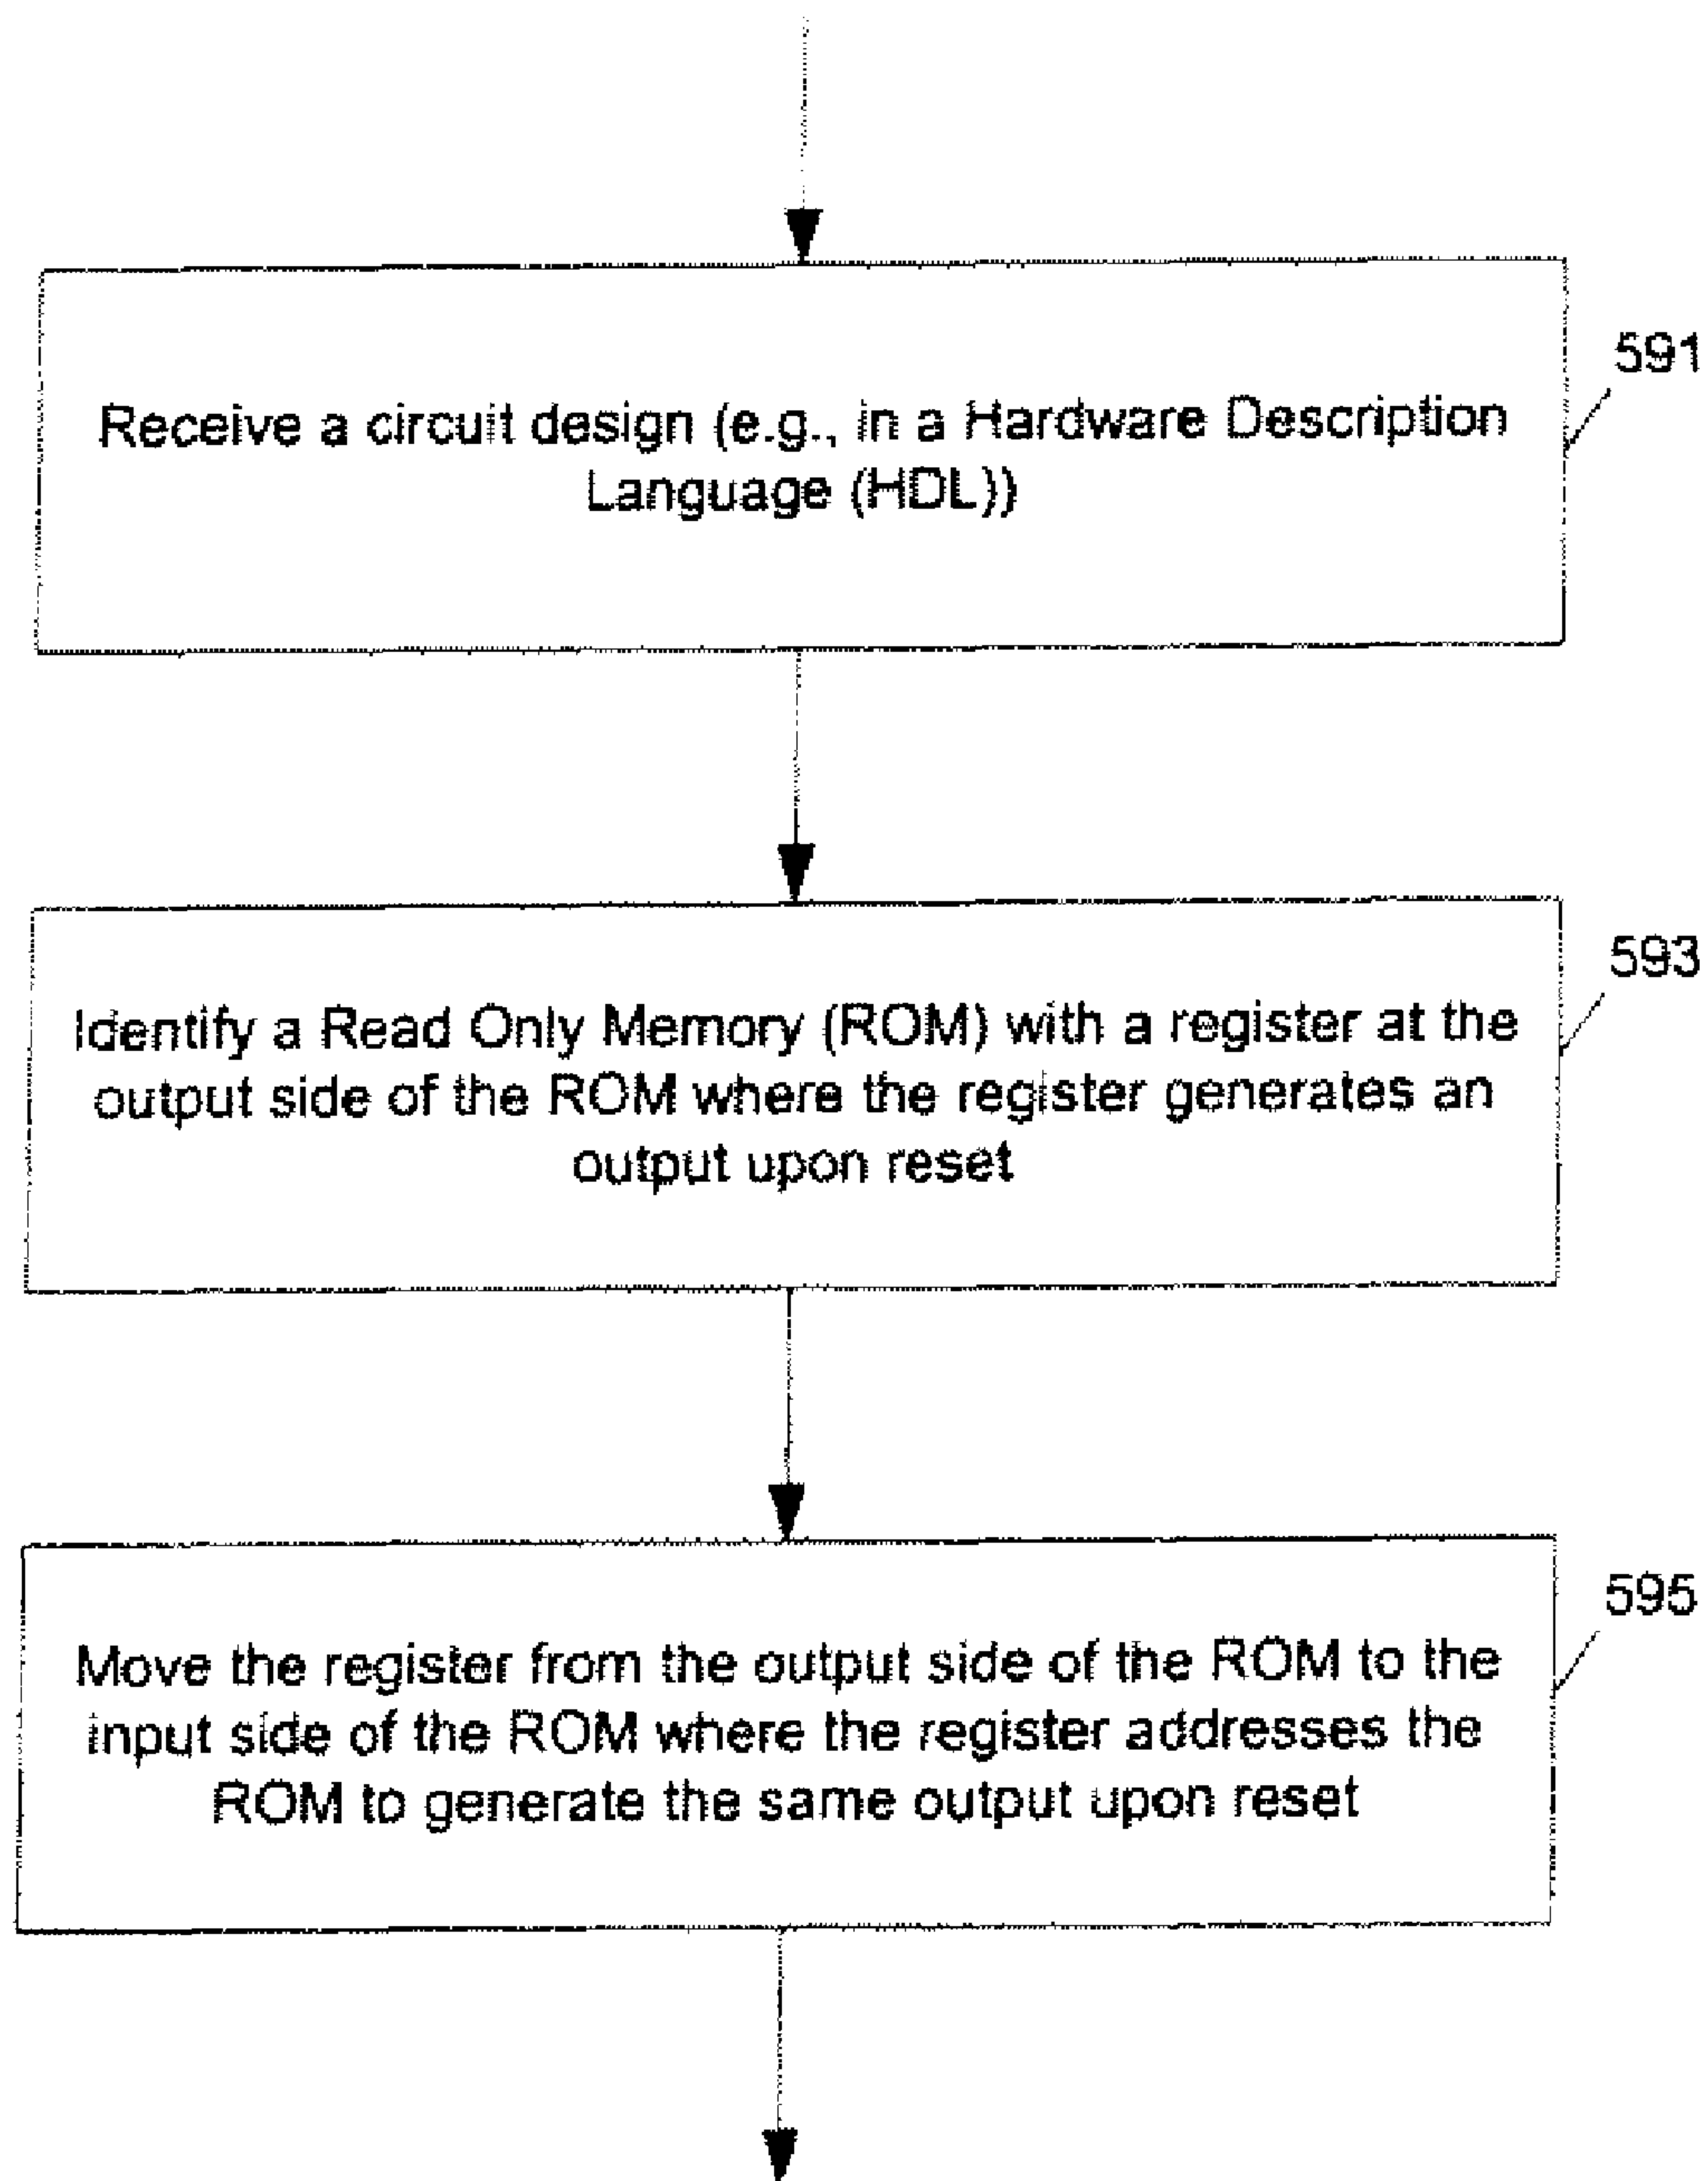 591
Receive a circuit design (e.g., in a Hardware Description
Language (HDL))
593
Identify a Read Only Memory (ROM) with a register at the
output side of the ROM where the register generates an
output upon reset
595
Move the register from the output side of the ROM to the
input side of the ROM where the register addresses the
ROM to generate the same output upon reset